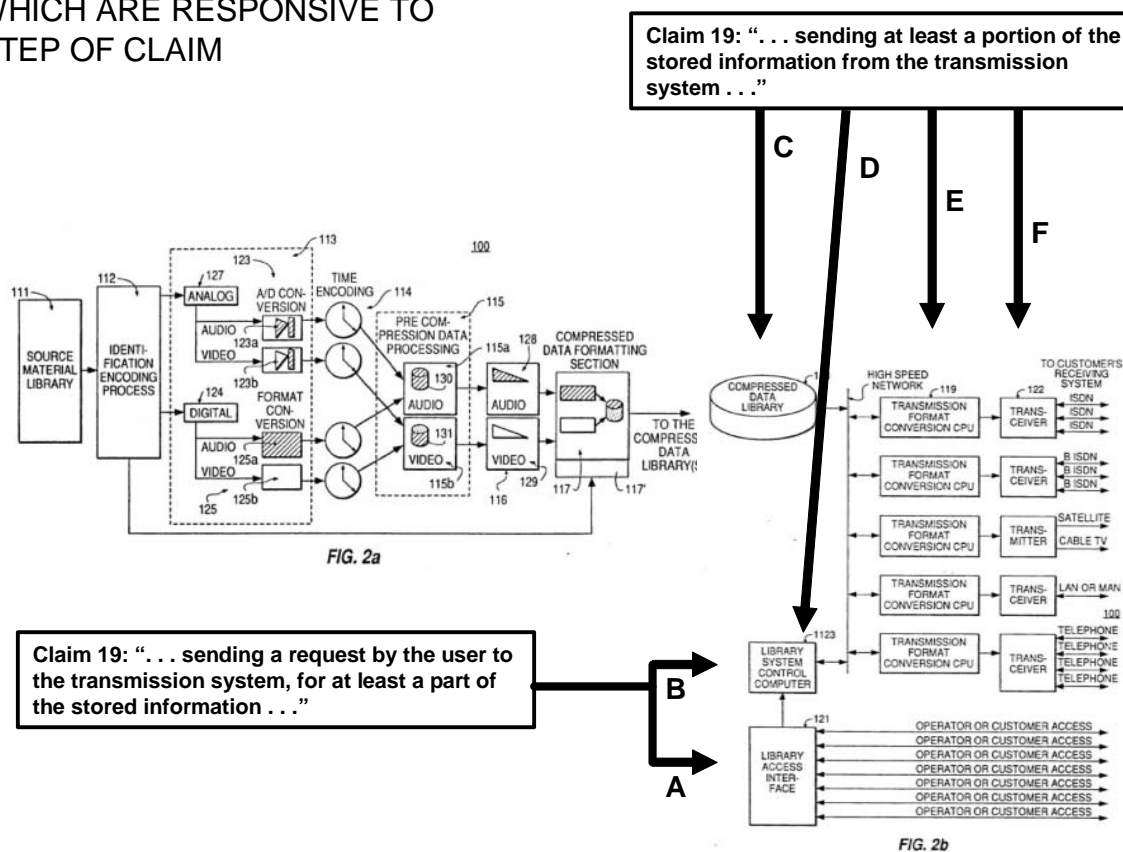 WHICH ARE RESPONSIVE TO
TEP OF CLAIM
Claim 19: “. . . sending at least a portion of the
stored information from the transmission
system . . .”
C
D
E
F
100
113
123
TIME
ENCODING
114
111
112
127
ANALOG
A/D CON-
VERSION
AUDIO
123a
VIDEO
123b
115
PRE COM-
PRESSION DATA
PROCESSING
115a
130
AUDIO
128
AUDIO
COMPRESSED
DATA FORMATTING
SECTION
SOURCE
MATERIAL
LIBRARY
IDENTI-
FICATION
ENCODING
PROCESS
124
DIGITAL
FORMAT
CON-
VERSION
AUDIO
125a
VIDEO
125b
125
131
VIDEO
115b
VIDEO
129
116
117
117'
TO THE
COMPRESS
DATA
LIBRARY(S
FIG. 2a
COMPRESSED
DATA
LIBRARY
HIGH SPEED
NETWORK
119
122
TO CUSTOMER'S
RECEIVING
SYSTEM
TRANSMISSION
FORMAT
CONVERSION CPU
TRANS-
CEIVER
ISDN
ISDN
ISDN
TRANSMISSION
FORMAT
CONVERSION CPU
TRANS-
CEIVER
B ISDN
B ISDN
B ISDN
TRANSMISSION
FORMAT
CONVERSION CPU
TRANS-
MITTER
SATELLITE
CABLE TV
TRANSMISSION
FORMAT
CONVERSION CPU
TRANS-
CEIVER
LAN OR MAN
100
TRANSMISSION
FORMAT
CONVERSION CPU
TRANS-
CEIVER
TELEPHONE
TELEPHONE
TELEPHONE
TELEPHONE
1123
LIBRARY
SYSTEM
CONTROL
COMPUTER
Claim 19: “. . . sending a request by the user to
the transmission system, for at least a part of
the stored information . . .”
B
A
121
LIBRARY
ACCESS
INTER-
FACE
OPERATOR OR CUSTOMER ACCESS
OPERATOR OR CUSTOMER ACCESS
OPERATOR OR CUSTOMER ACCESS
OPERATOR OR CUSTOMER ACCESS
OPERATOR OR CUSTOMER ACCESS
OPERATOR OR CUSTOMER ACCESS
OPERATOR OR CUSTOMER ACCESS
FIG. 2b